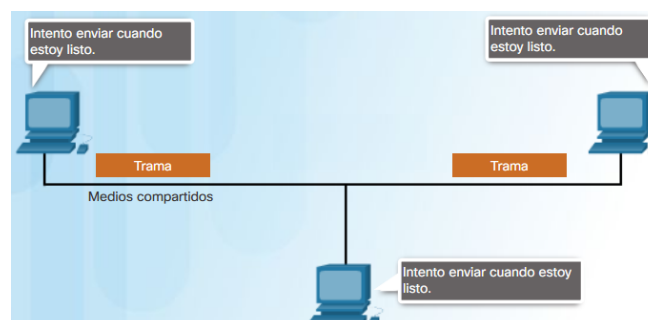 Intento enviar cuando
estoy listo.
Intento enviar cuando
estoy listo.
Trama
Trama
Medios compartidos
Intento enviar cuando estoy
listo.